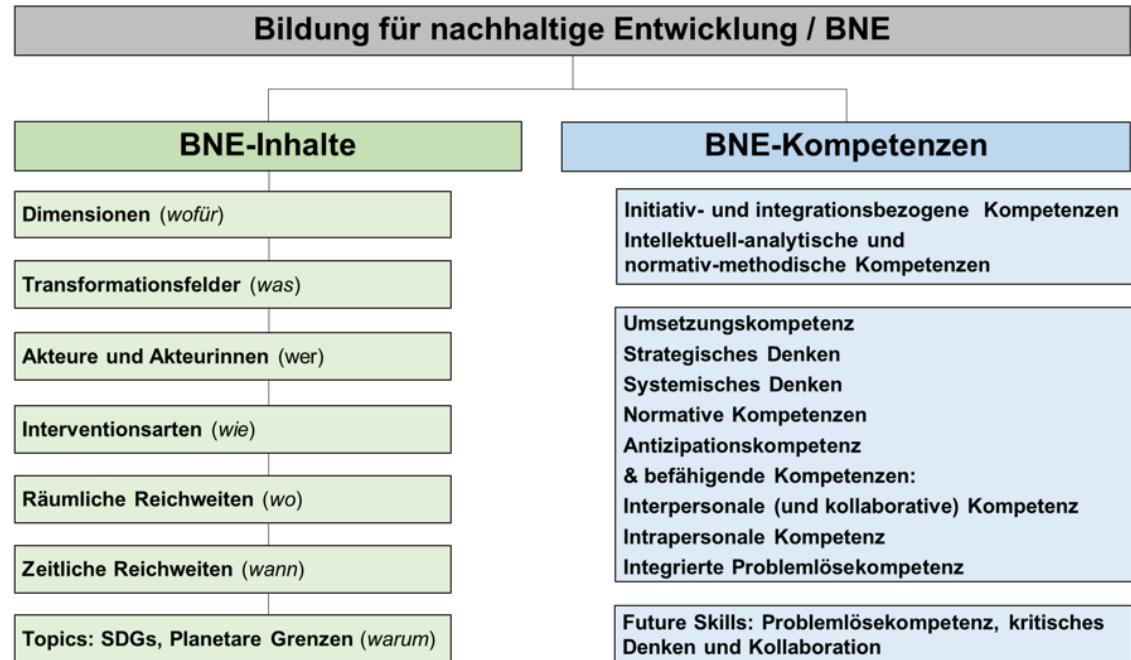 Bildung für nachhaltige Entwicklung / BNE
BNE-Inhalte
Dimensionen (wofür)
Transformationsfelder (was)
Akteure und Akteurinnen (wer)
Interventionsarten (wie)
Räumliche Reichweiten (wo)
Zeitliche Reichweiten (wann)
Topics: SDGs, Planetare Grenzen (warum)
BNE-Kompetenzen
Initiativ- und integrationsbezogene Kompetenzen
Intellektuell-analytische und
normativ-methodische Kompetenzen
Umsetzungskompetenz
Strategisches Denken
Systemisches Denken
Normative Kompetenzen
Antizipationskompetenz
& befähigende Kompetenzen:
Interpersonale (und kollaborative) Kompetenz
Intrapersonale Kompetenz
Integrierte Problemlösekompetenz
Future Skills: Problemlösekompetenz, kritisches
Denken und Kollaboration